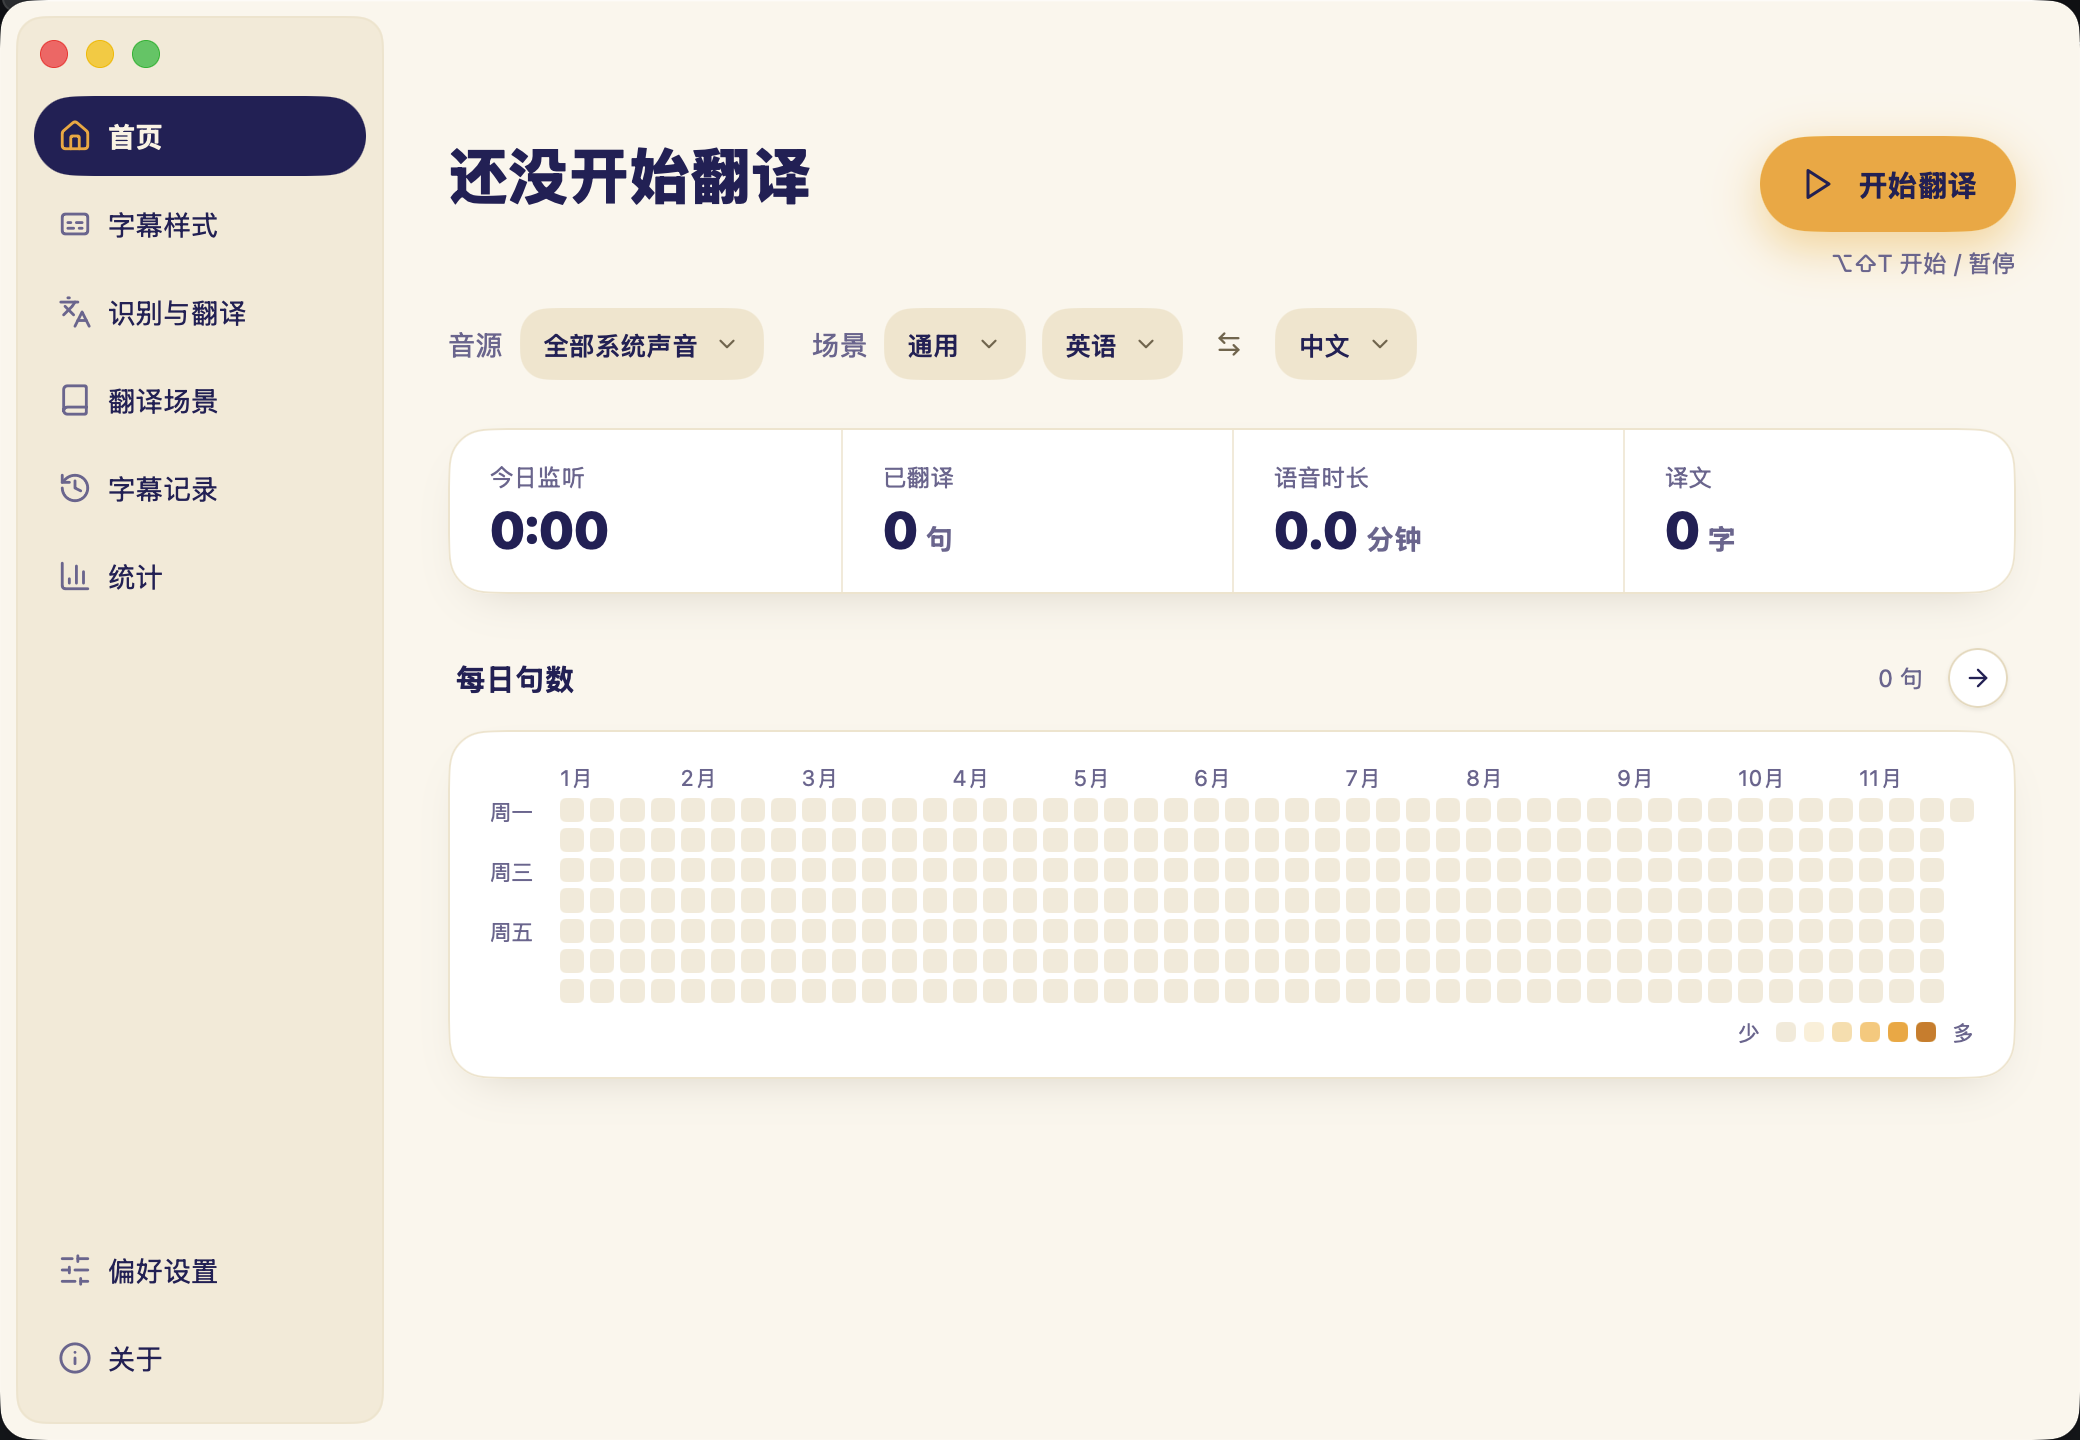 首页
字幕样式
识别与翻译
翻译场景
字幕记录
统计
偏好设置
关于
还没开始翻译
开始翻译
⌥⇧T 开始 / 暂停
音源 全部系统声音 场景 通用 英语 中文
今日监听 已翻译 语音时长 译文
0:00 0 句 0.0 分钟 0 字
每日句数 0 句
1月 2月 3月 4月 5月 6月 7月 8月 9月 10月 11月
周一
周三
周五
少 多